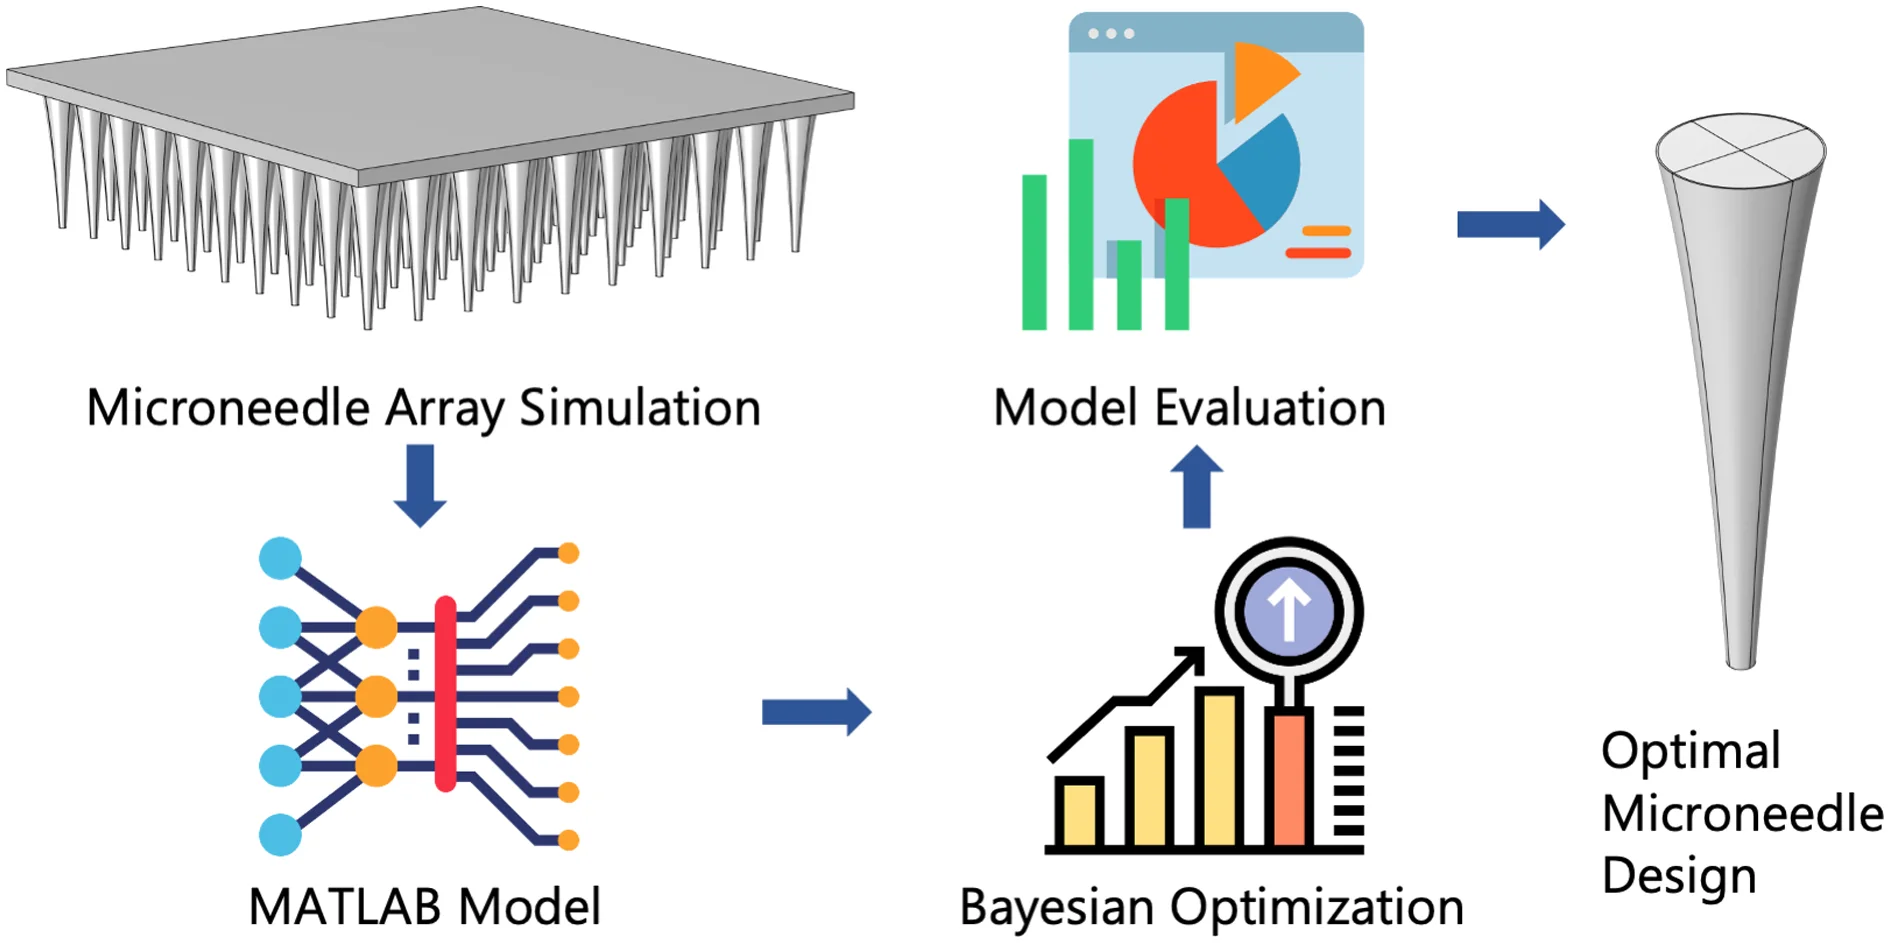 Microneedle Array Simulation
MATLAB Model
Bayesian Optimization
Model Evaluation
Optimal
Microneedle
Design